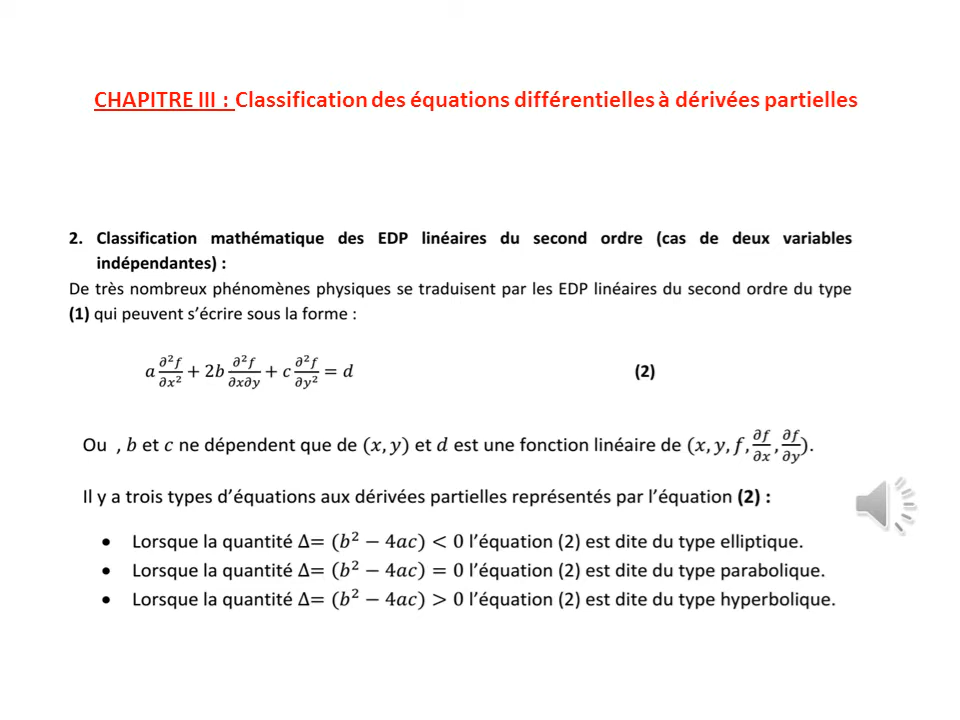 CHAPITRE III : Classification des équations différentielles à dérivées partielles
2. Classification mathématique des EDP linéaires du second ordre (cas de deux variables
indépendantes) :
De très nombreux phénomènes physiques se traduisent par les EDP linéaires du second ordre du type
(1) qui peuvent s’écrire sous la forme :
a ∂²f/∂x² + 2b ∂²f/∂x∂y + c ∂²f/∂y² = d (2)
Ou , b et c ne dépendent que de (x, y) et d est une fonction linéaire de (x, y, f, ∂f/∂x, ∂f/∂y).
Il y a trois types d’équations aux dérivées partielles représentés par l’équation (2) :
• Lorsque la quantité Δ= (b² − 4ac) < 0 l’équation (2) est dite du type elliptique.
• Lorsque la quantité Δ= (b² − 4ac) = 0 l’équation (2) est dite du type parabolique.
• Lorsque la quantité Δ= (b² − 4ac) > 0 l’équation (2) est dite du type hyperbolique.